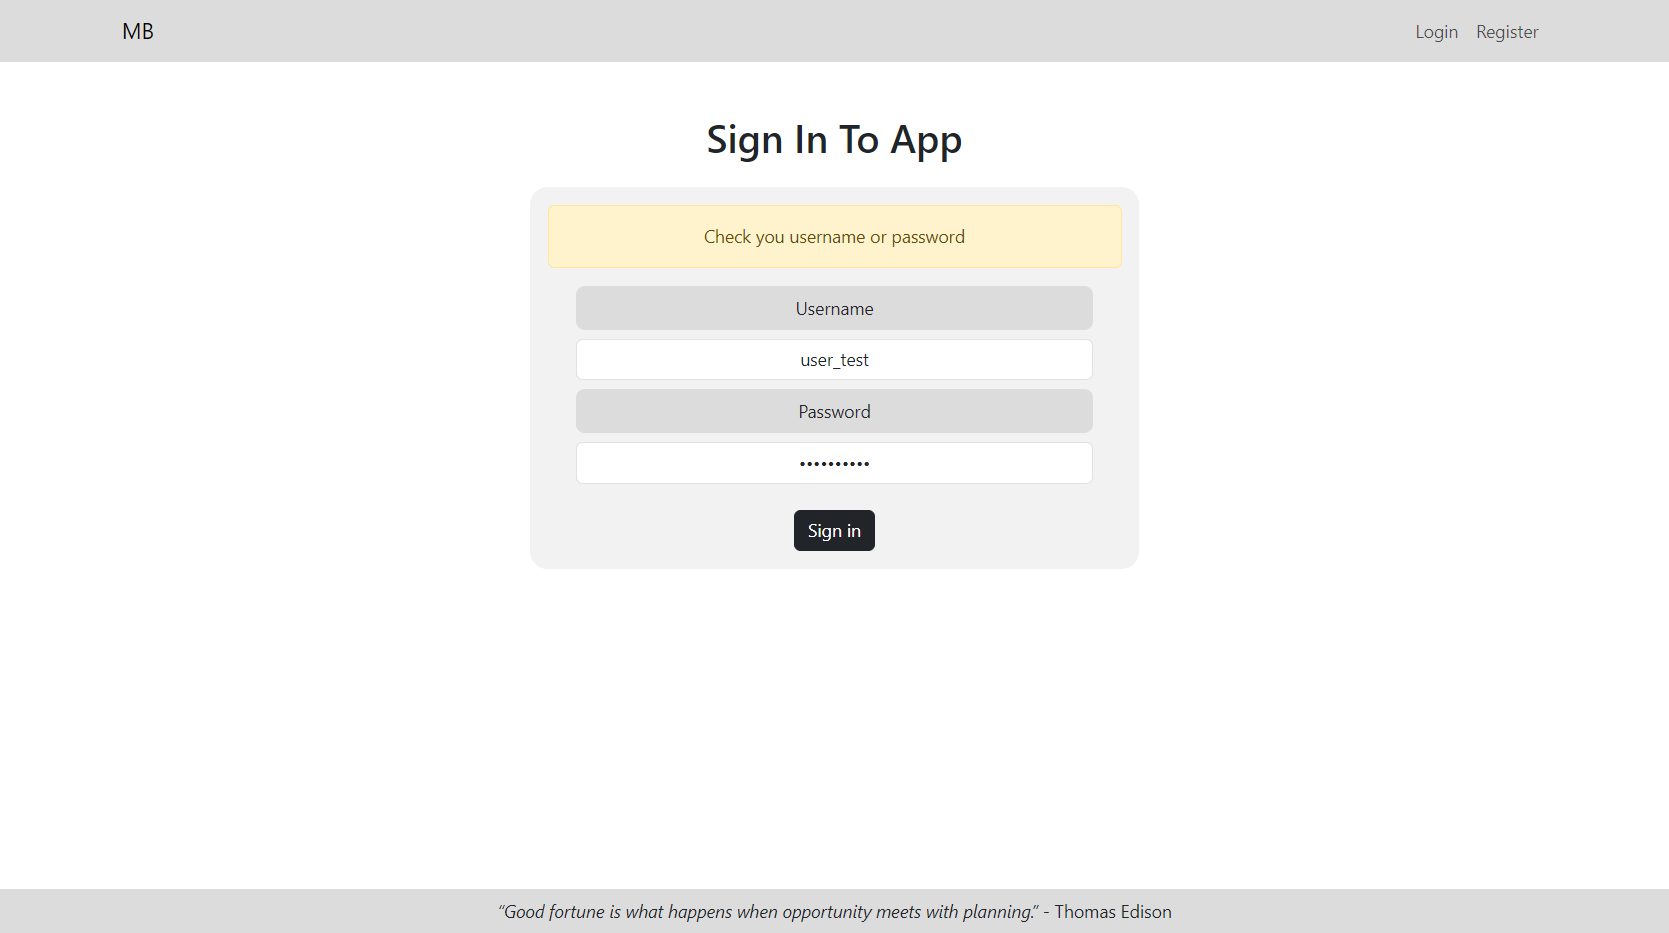 MB
Login Register
Sign In To App
Check you username or password
Username
user_test
Password
••••••••••
Sign in
“Good fortune is what happens when opportunity meets with planning.” - Thomas Edison